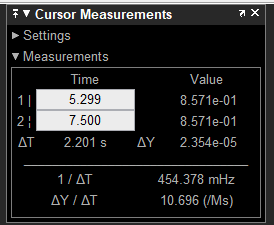 Cursor Measurements
Settings
Measurements
Time Value
1 | 5.299 8.571e-01
2 ¦ 7.500 8.571e-01
ΔT 2.201 s ΔY 2.354e-05
1 / ΔT 454.378 mHz
ΔY / ΔT 10.696 (/Ms)